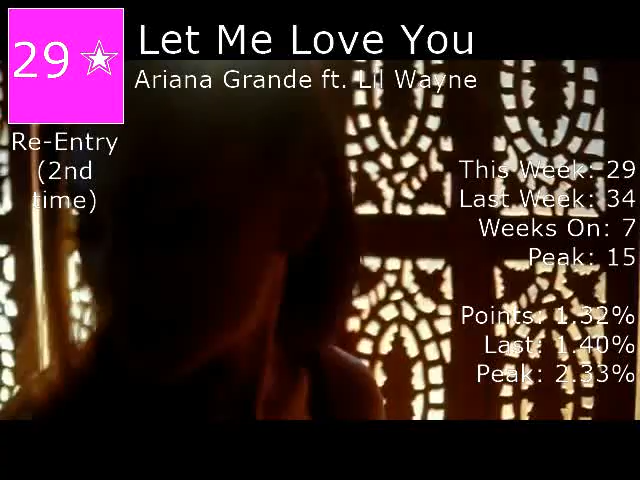 29 ☆
Let Me Love You
Ariana Grande ft. Lil Wayne
Re-Entry
(2nd
time)
This Week: 29
Last Week: 34
Weeks On: 7
Peak: 15
Points: 1.32%
Last: 1.40%
Peak: 2.33%